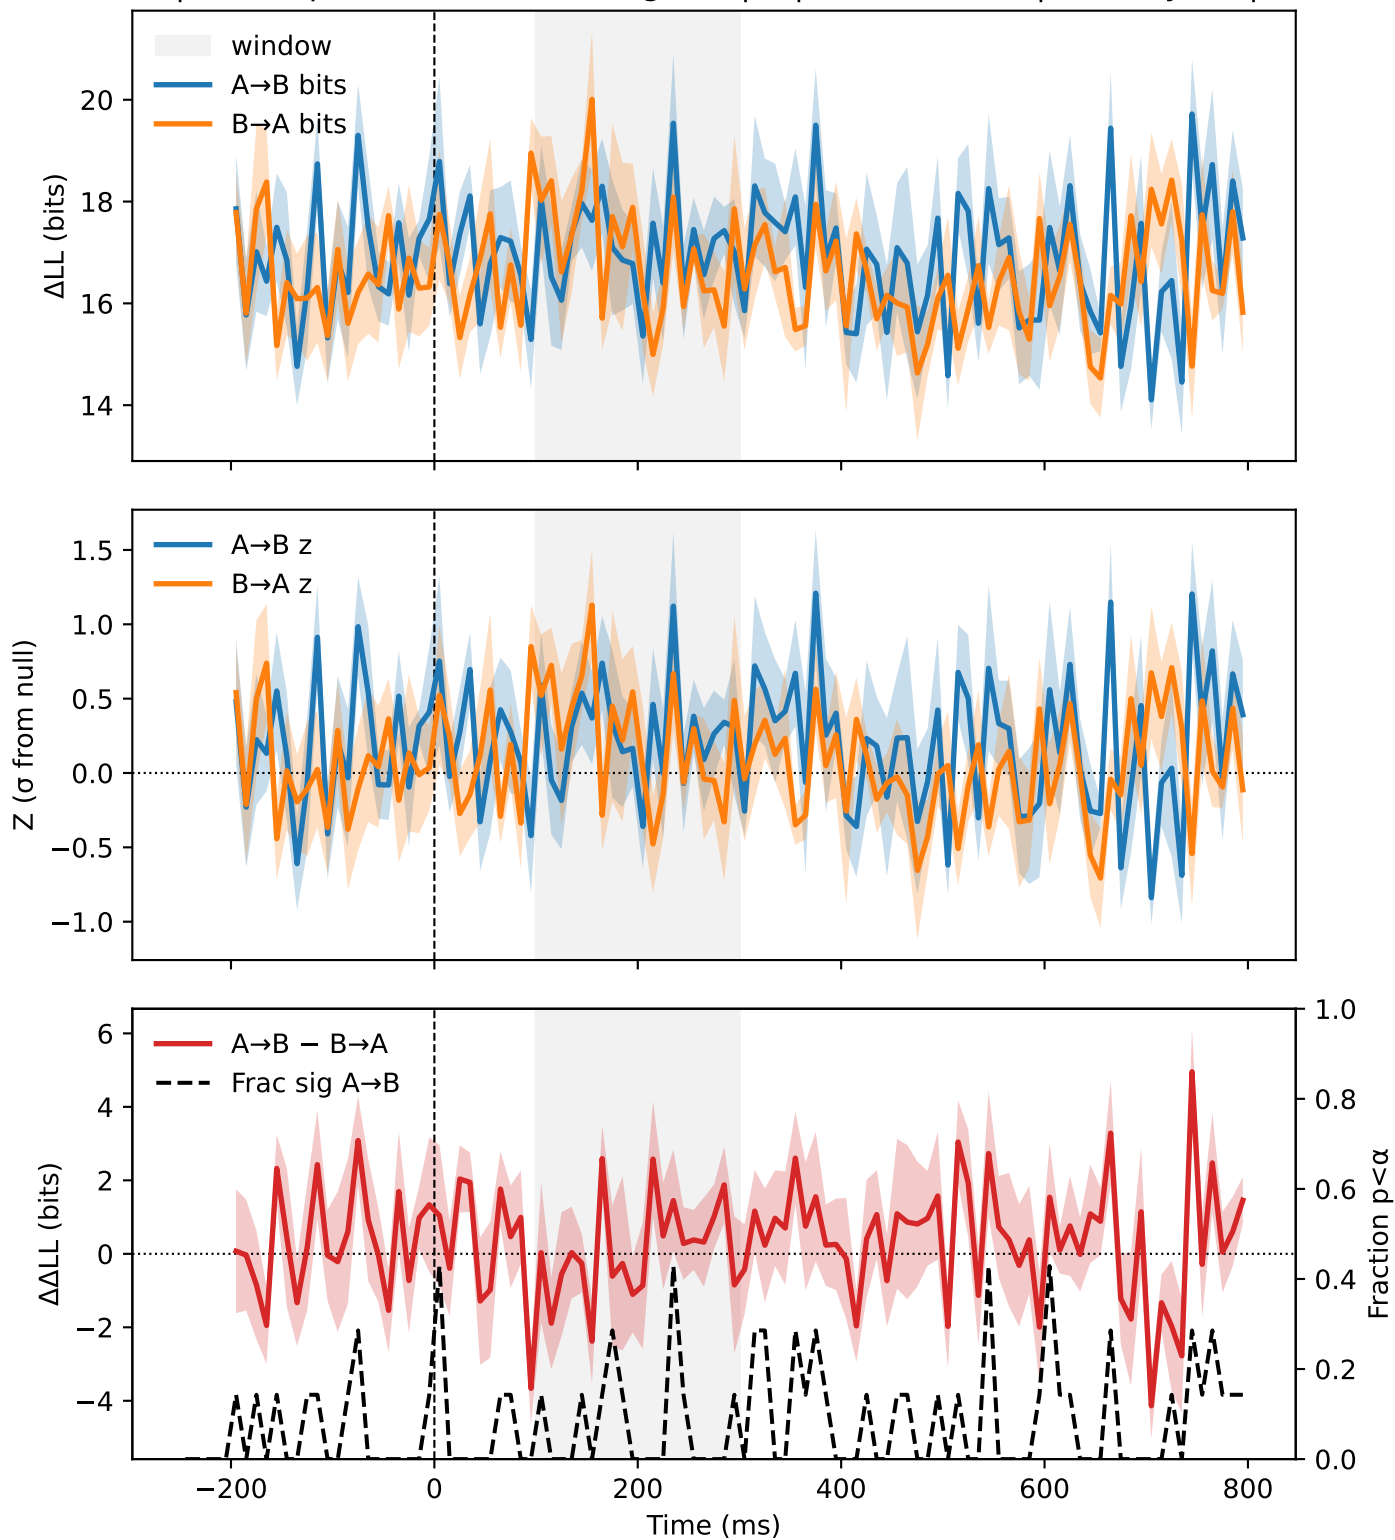 window
A→B bits
B→A bits
20
18
16
14
ΔLL (bits)
A→B z
B→A z
1.5
1.0
0.5
0.0
−0.5
−1.0
Z (σ from null)
A→B − B→A
Frac sig A→B
6
4
2
0
−2
−4
ΔΔLL (bits)
1.0
0.8
0.6
0.4
0.2
0.0
Fraction p<α
−200
0
200
400
600
800
Time (ms)